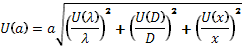 U(a) = a√((U(λ)/λ)² + (U(D)/D)² + (U(x)/x)²)